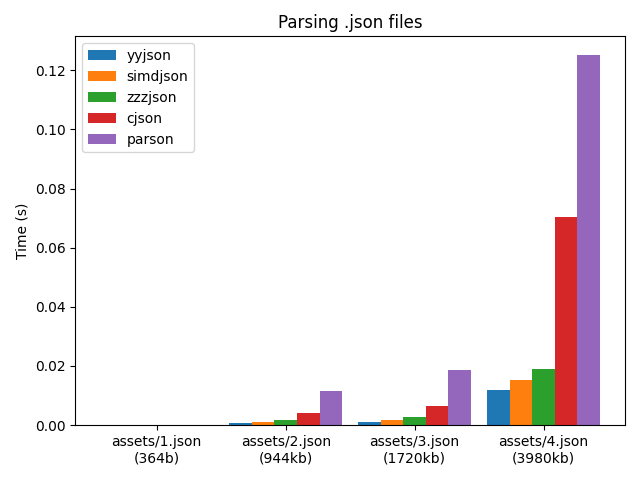 Parsing .json files
yyjson
simdjson
zzzjson
cjson
parson
Time (s)
0.12
0.10
0.08
0.06
0.04
0.02
0.00
assets/1.json assets/2.json assets/3.json assets/4.json
(364b) (944kb) (1720kb) (3980kb)